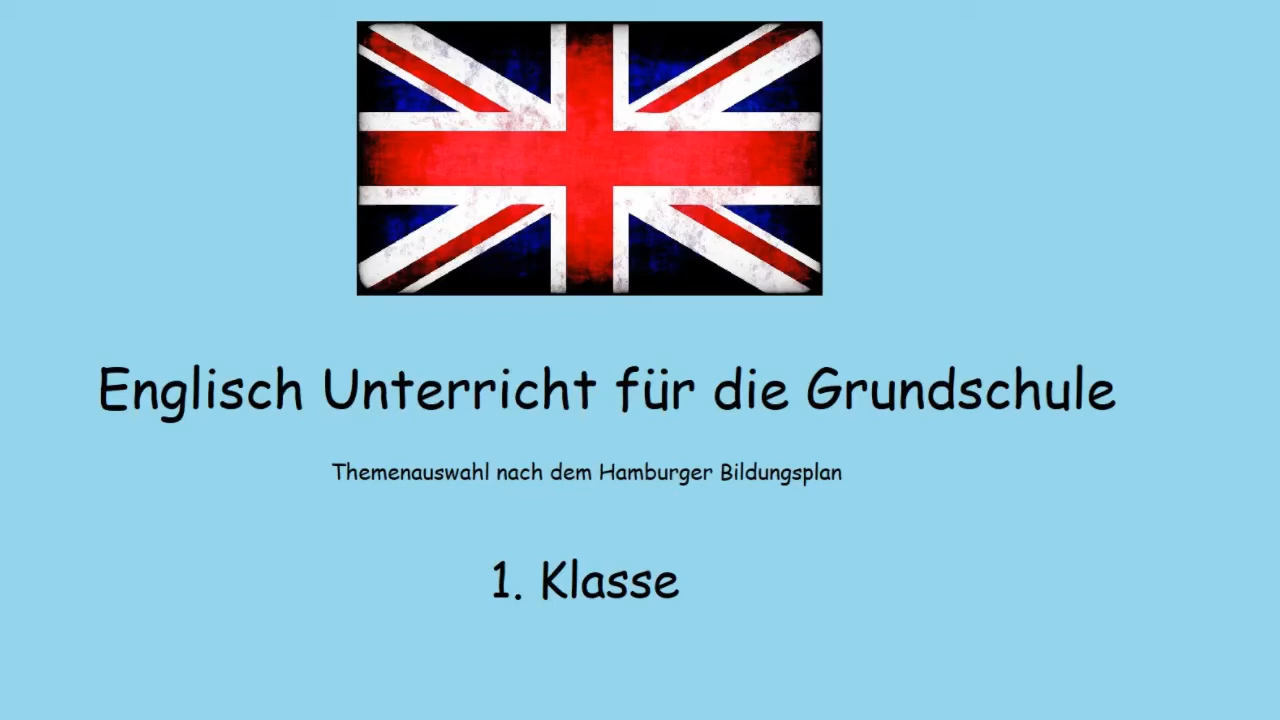 Englisch Unterricht für die Grundschule
Themenauswahl nach dem Hamburger Bildungsplan
1. Klasse